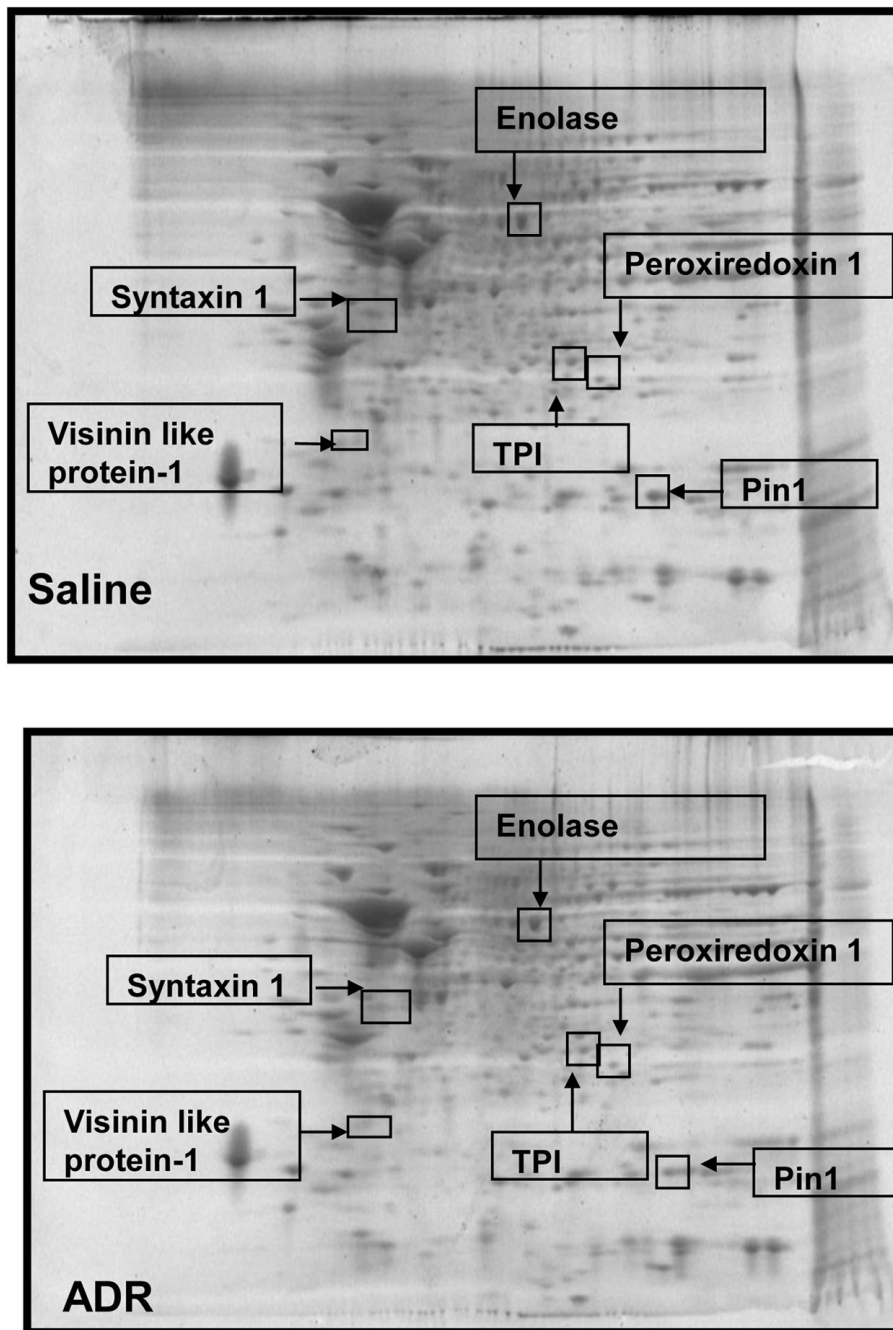 Enolase
Peroxiredoxin 1
Syntaxin 1
Visinin like
protein-1
TPI
Pin1
Saline
Enolase
Peroxiredoxin 1
Syntaxin 1
Visinin like
protein-1
TPI
Pin1
ADR